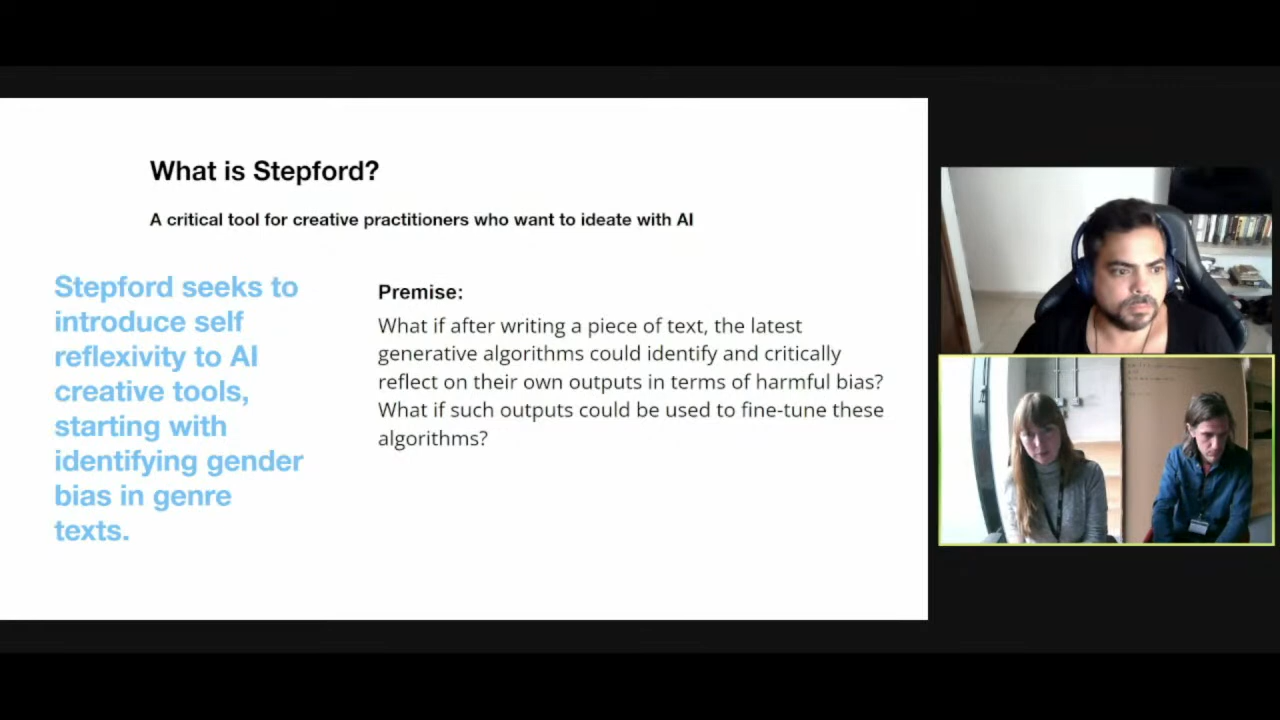 What is Stepford?
A critical tool for creative practitioners who want to ideate with AI
Stepford seeks to
introduce self
reflexivity to AI
creative tools,
starting with
identifying gender
bias in genre
texts.
Premise:
What if after writing a piece of text, the latest
generative algorithms could identify and critically
reflect on their own outputs in terms of harmful bias?
What if such outputs could be used to fine-tune these
algorithms?